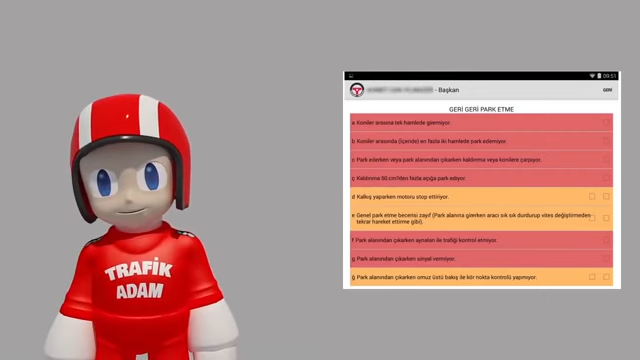 09:51
- Başkan
GERİ
GERİ GERİ PARK ETME
a Koniler arasına tek hamlede giremiyor.
b Koniler arasında (içeride) en fazla iki hamlede park edemiyor.
c Park ederken veya park alanından çıkarken kaldırıma veya konilere çarpıyor.
ç Kaldırıma 50 cm'den fazla açığa park ediyor.
d Kalkış yaparken motoru stop ettiriyor.
e Genel park etme becerisi zayıf (Park alanına girerken aracı sık sık durdurup vites değiştirmeden
tekrar hareket ettirme gibi).
f Park alanından çıkarken aynaları ile trafiği kontrol etmiyor.
g Park alanından çıkarken sinyal vermiyor.
ğ Park alanından çıkarken omuz üstü bakış ile kör nokta kontrolü yapmıyor.
TRAFİK
ADAM